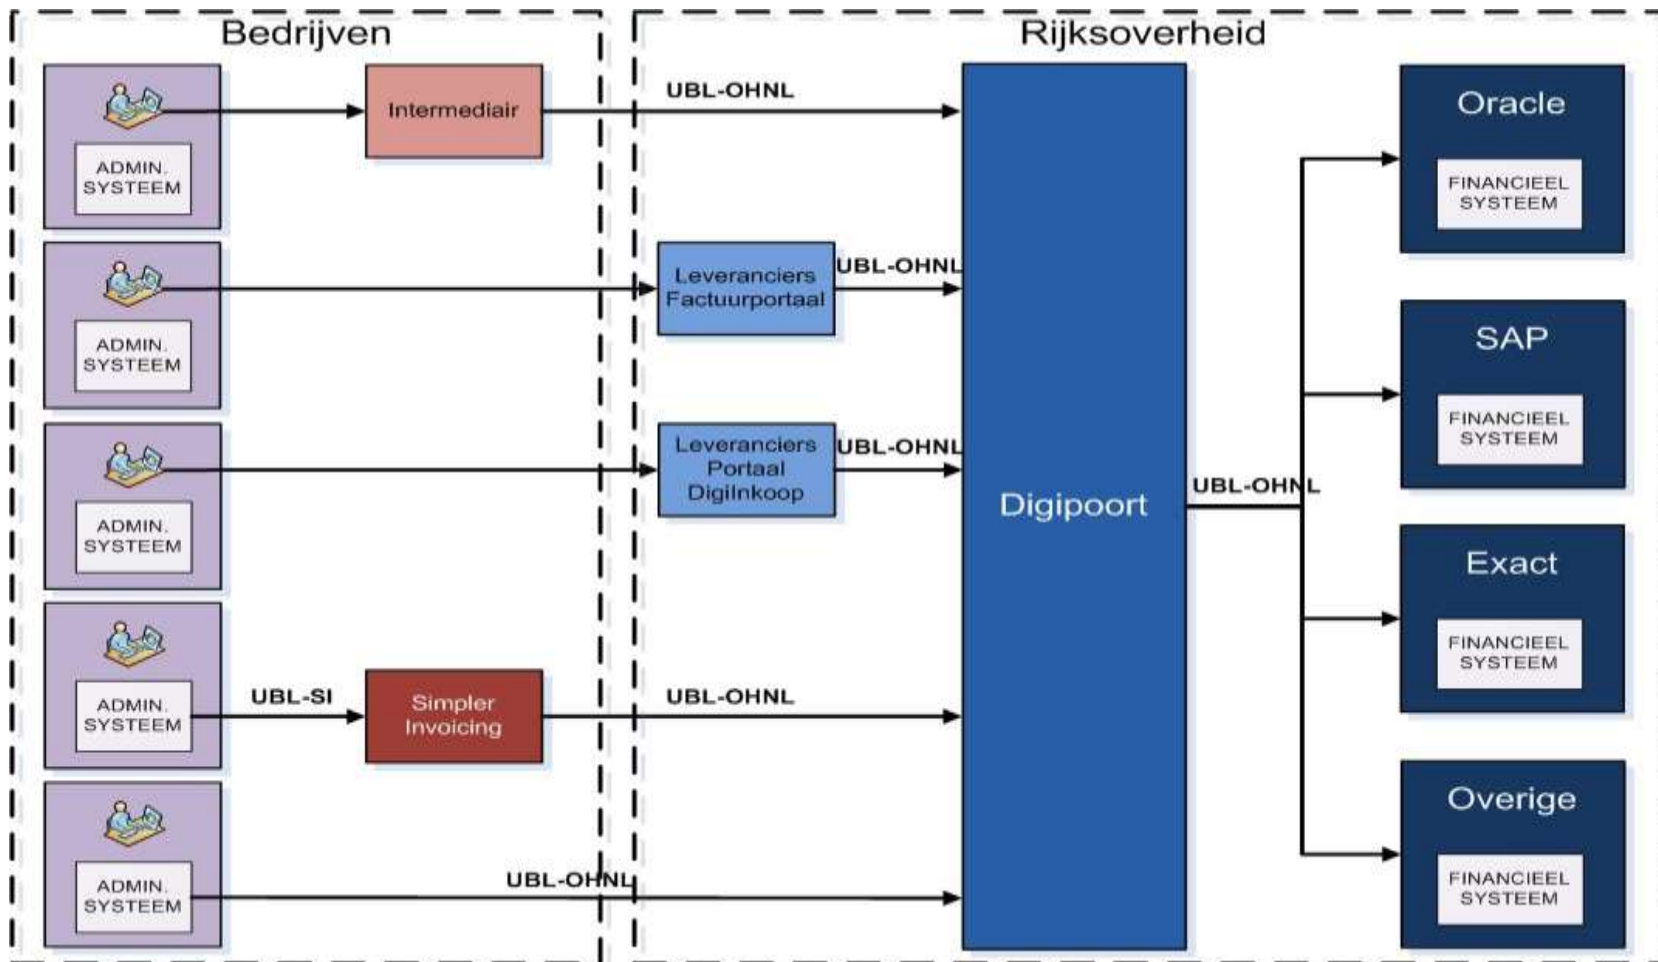 Bedrijven
Rijksoverheid
ADMIN.
SYSTEEM
Intermediair
UBL-OHNL
ADMIN.
SYSTEEM
Leveranciers
Factuurportaal
UBL-OHNL
ADMIN.
SYSTEEM
Leveranciers
Portaal
DigiInkoop
UBL-OHNL
ADMIN.
SYSTEEM
UBL-SI
Simpler
Invoicing
UBL-OHNL
ADMIN.
SYSTEEM
UBL-OHNL
Digipoort
UBL-OHNL
Oracle
FINANCIEEL
SYSTEEM
SAP
FINANCIEEL
SYSTEEM
Exact
FINANCIEEL
SYSTEEM
Overige
FINANCIEEL
SYSTEEM